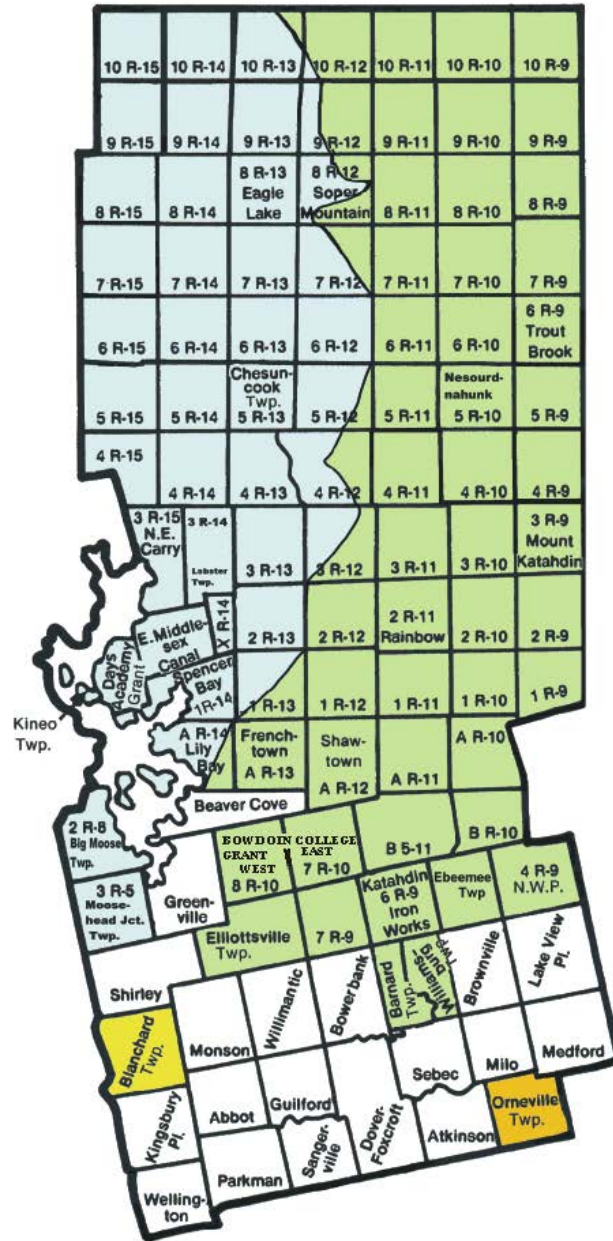 10 R-15 10 R-14 10 R-13 10 R-12 10 R-11 10 R-10 10 R-9
9 R-15 9 R-14 9 R-13 9 R-12 9 R-11 9 R-10 9 R-9
8 R-13
Eagle
Lake
8 R-12
Soper
Mountain
8 R-15 8 R-14 8 R-11 8 R-10 8 R-9
7 R-15 7 R-14 7 R-13 7 R-12 7 R-11 7 R-10 7 R-9
6 R-15 6 R-14 6 R-13 6 R-12 6 R-11 6 R-10
6 R-9
Trout
Brook
5 R-15 5 R-14
Chesun-
cook
Twp.
5 R-13
5 R-12 5 R-11
Nesourd-
nahunk
5 R-10
5 R-9
4 R-15 4 R-14 4 R-13 4 R-12 4 R-11 4 R-10 4 R-9
3 R-15
N.E.
Carry
3 R-14
Lobster
Twp.
3 R-13 3 R-12 3 R-11 3 R-10
3 R-9
Mount
Katahdin
E. Middle-
sex
Canal
X R-14
2 R-13 2 R-12
2 R-11
Rainbow
2 R-10 2 R-9
Days
Academy
Grant
Kineo
Twp.
Spencer
Bay
1 R-14
1 R-13 1 R-12 1 R-11 1 R-10 1 R-9
A R-14
Lily
Bay
French-
town
A R-13
Shaw-
town
A R-12
A R-11 A R-10
Beaver Cove
2 R-8
Big Moose
Twp.
BOWDOIN COLLEGE
GRANT EAST
WEST
8 R-10 7 R-10
B 5-11 B R-10
3 R-5
Moose-
head Jct.
Twp.
Green-
ville
Elliottsville
Twp.
7 R-9
Katahdin
6 R-9
Iron
Works
Ebeemee
Twp
4 R-9
N.W.P.
Shirley
Willimantic
Bowerbank
Barnard
Twp.
Williams-
burg
Twp.
Brownville
Lake View
Pl.
Blanchard
Twp.
Monson
Sebec
Milo
Medford
Kingsbury
Pl.
Abbot
Guilford
Sanger-
ville
Dover-
Foxcroft
Atkinson
Orneville
Twp.
Welling-
ton
Parkman